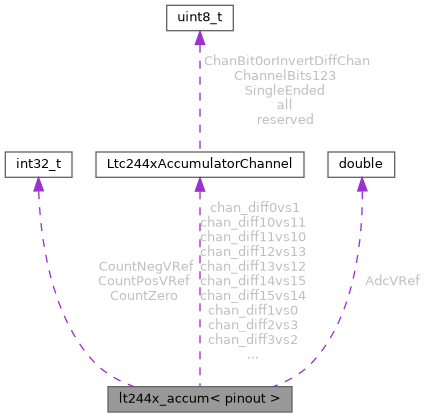 uint8_t
ChanBit0orInvertDiffChan
ChannelBits123
SingleEnded
all
reserved
int32_t
Ltc244xAccumulatorChannel
double
chan_diff0vs1
chan_diff10vs11
chan_diff11vs10
chan_diff12vs13
chan_diff13vs12
chan_diff14vs15
chan_diff15vs14
chan_diff1vs0
chan_diff2vs3
chan_diff3vs2
...
CountNegVRef
CountPosVRef
CountZero
AdcVRef
lt244x_accum< pinout >